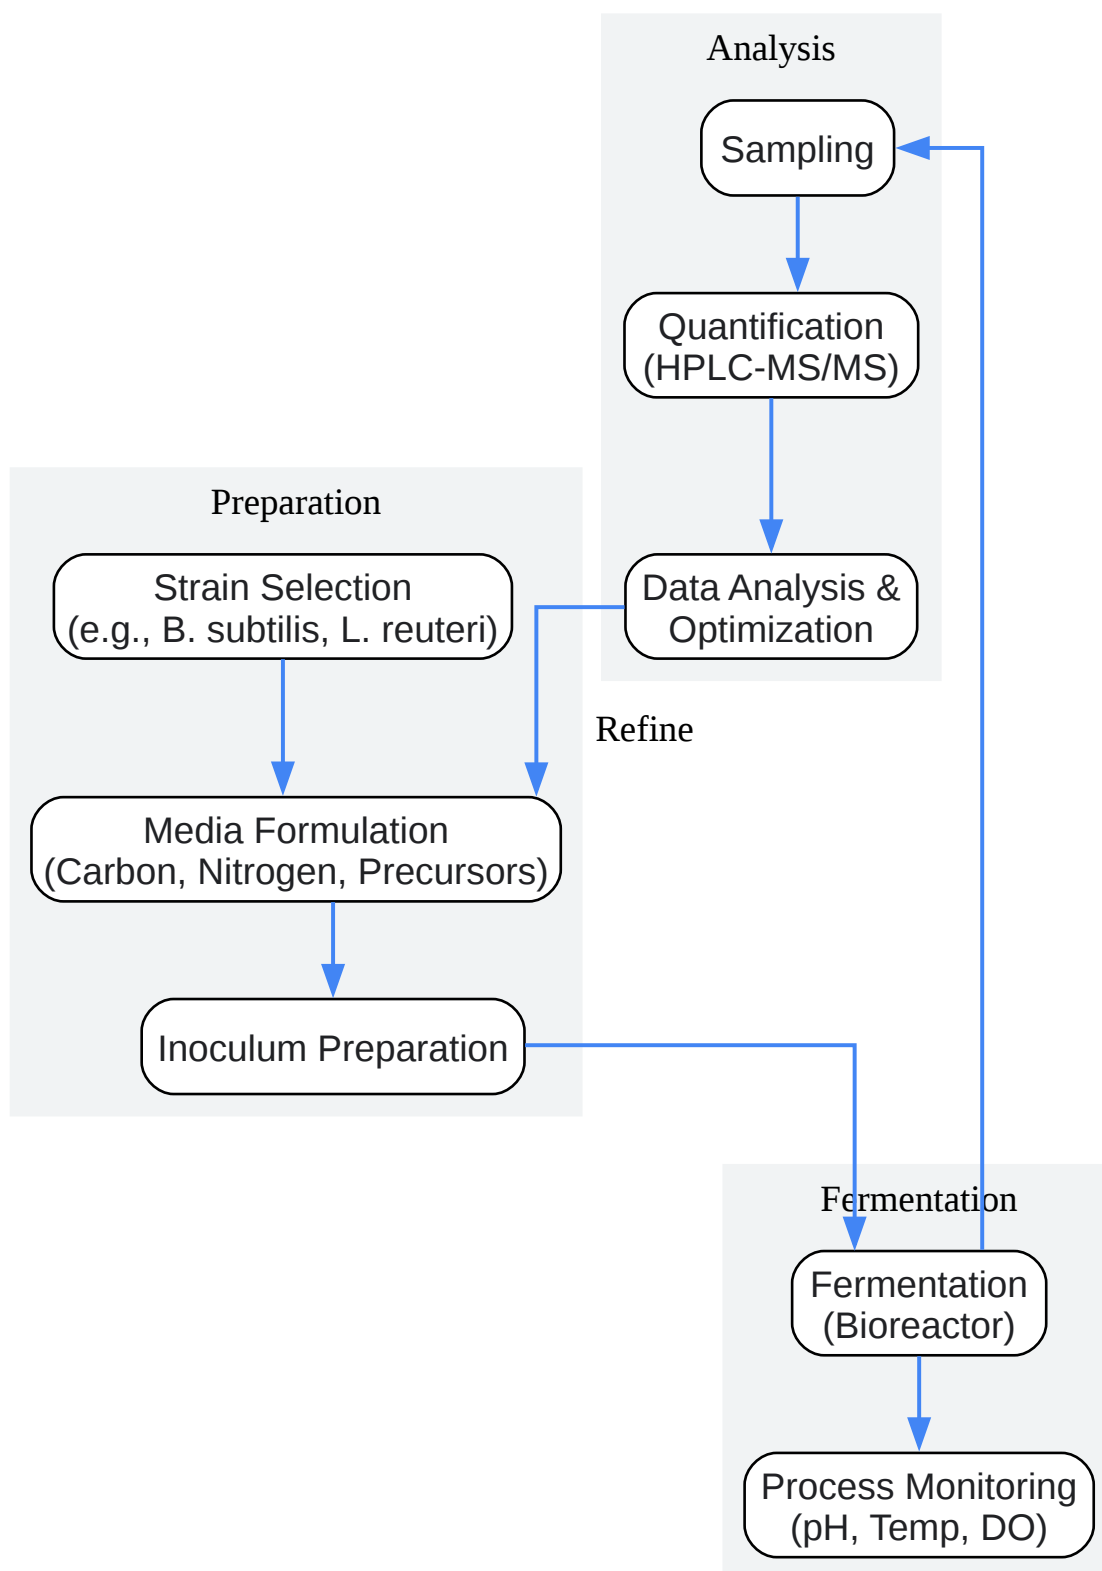 Analysis
Sampling
Quantification
(HPLC-MS/MS)
Data Analysis &
Optimization
Preparation
Strain Selection
(e.g., B. subtilis, L. reuteri)
Refine
Media Formulation
(Carbon, Nitrogen, Precursors)
Inoculum Preparation
Fermentation
Fermentation
(Bioreactor)
Process Monitoring
(pH, Temp, DO)